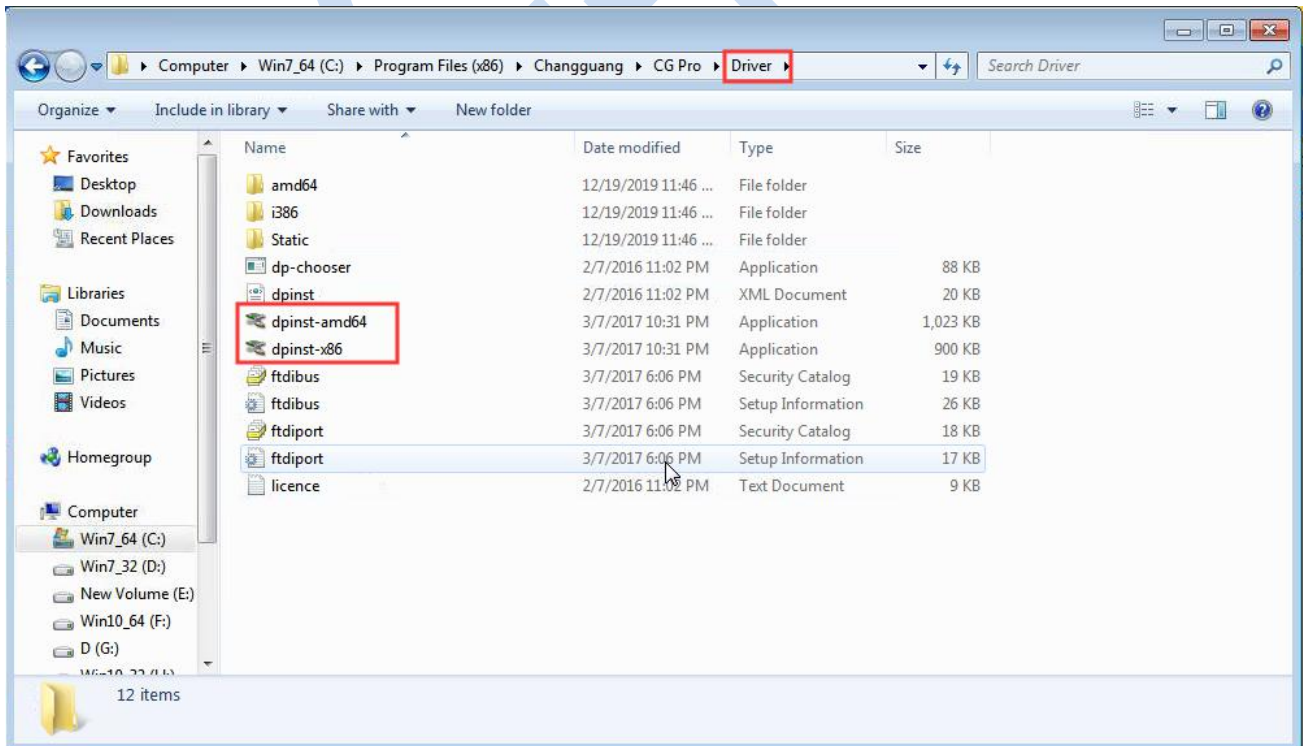 Computer Win7_64 (C:) Program Files (x86) Changguang CG Pro Driver Search Driver
Organize Include in library Share with New folder
Favorites
Desktop
Downloads
Recent Places
Libraries
Documents
Music
Pictures
Videos
Homegroup
Computer
Win7_64 (C:)
Win7_32 (D:)
New Volume (E:)
Win10_64 (F:)
D (G:)
Name Date modified Type Size
amd64 12/19/2019 11:46 ... File folder
i386 12/19/2019 11:46 ... File folder
Static 12/19/2019 11:46 ... File folder
dp-chooser 2/7/2016 11:02 PM Application 88 KB
dpinst 2/7/2016 11:02 PM XML Document 20 KB
dpinst-amd64 3/7/2017 10:31 PM Application 1,023 KB
dpinst-x86 3/7/2017 10:31 PM Application 900 KB
ftdibus 3/7/2017 6:06 PM Security Catalog 19 KB
ftdibus 3/7/2017 6:06 PM Setup Information 26 KB
ftdiport 3/7/2017 6:06 PM Security Catalog 18 KB
ftdiport 3/7/2017 6:06 PM Setup Information 17 KB
licence 2/7/2016 11:02 PM Text Document 9 KB
12 items